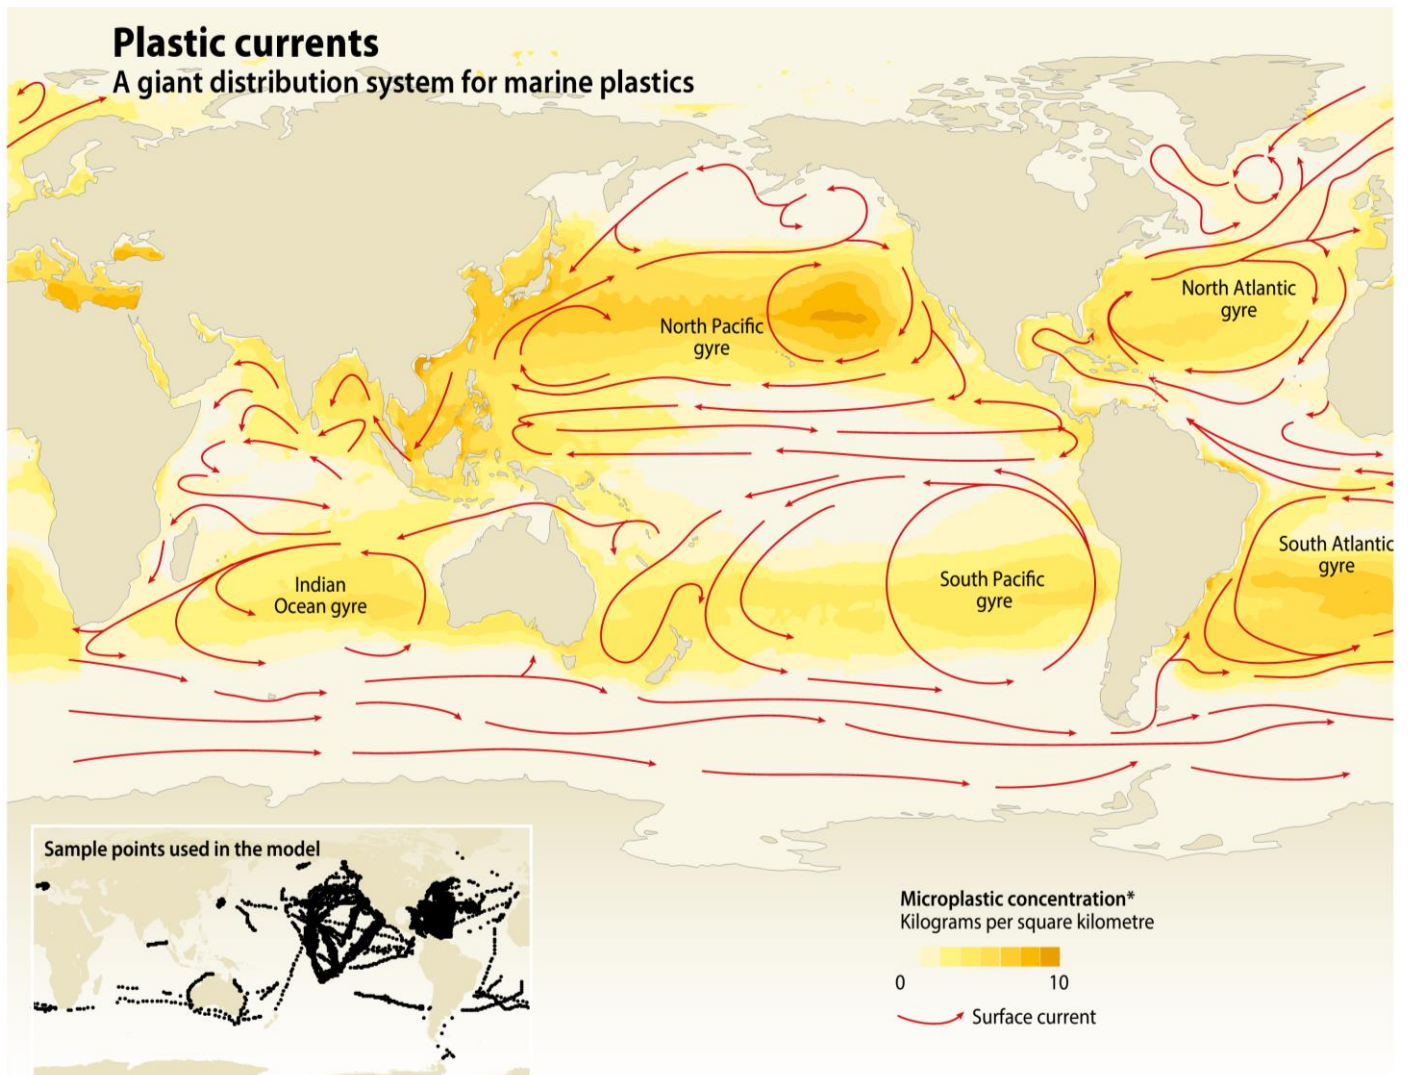 Plastic currents
A giant distribution system for marine plastics
North Pacific
gyre
North Atlantic
gyre
Indian
Ocean gyre
South Pacific
gyre
South Atlantic
gyre
Sample points used in the model
Microplastic concentration*
Kilograms per square kilometre
0 10
Surface current